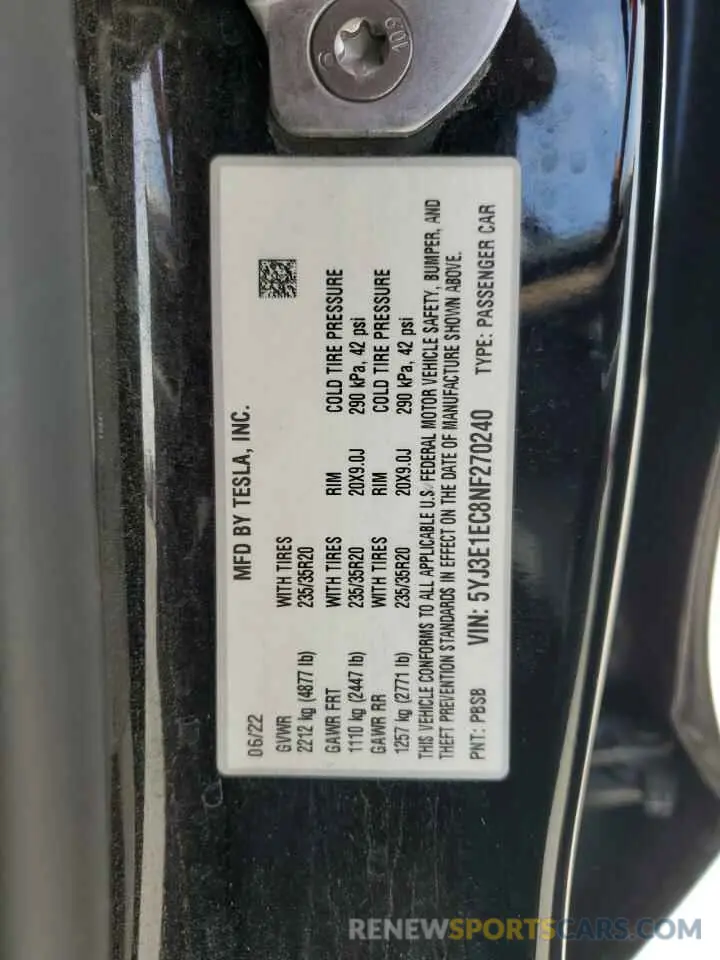 6 109
06/22 MFD BY TESLA, INC.
GVWR WITH TIRES
2212 kg (4877 lb) 235/35R20
GAWR FRT WITH TIRES RIM COLD TIRE PRESSURE
1110 kg (2447 lb) 235/35R20 20X9.0J 290 kPa, 42 psi
GAWR RR WITH TIRES RIM COLD TIRE PRESSURE
1257 kg (2771 lb) 235/35R20 20X9.0J 290 kPa, 42 psi
THIS VEHICLE CONFORMS TO ALL APPLICABLE U.S. FEDERAL MOTOR VEHICLE SAFETY, BUMPER, AND
THEFT PREVENTION STANDARDS IN EFFECT ON THE DATE OF MANUFACTURE SHOWN ABOVE.
PNT: PBSB VIN: 5YJ3E1EC8NF270240 TYPE: PASSENGER CAR
RENEWSPORTSCARS.COM